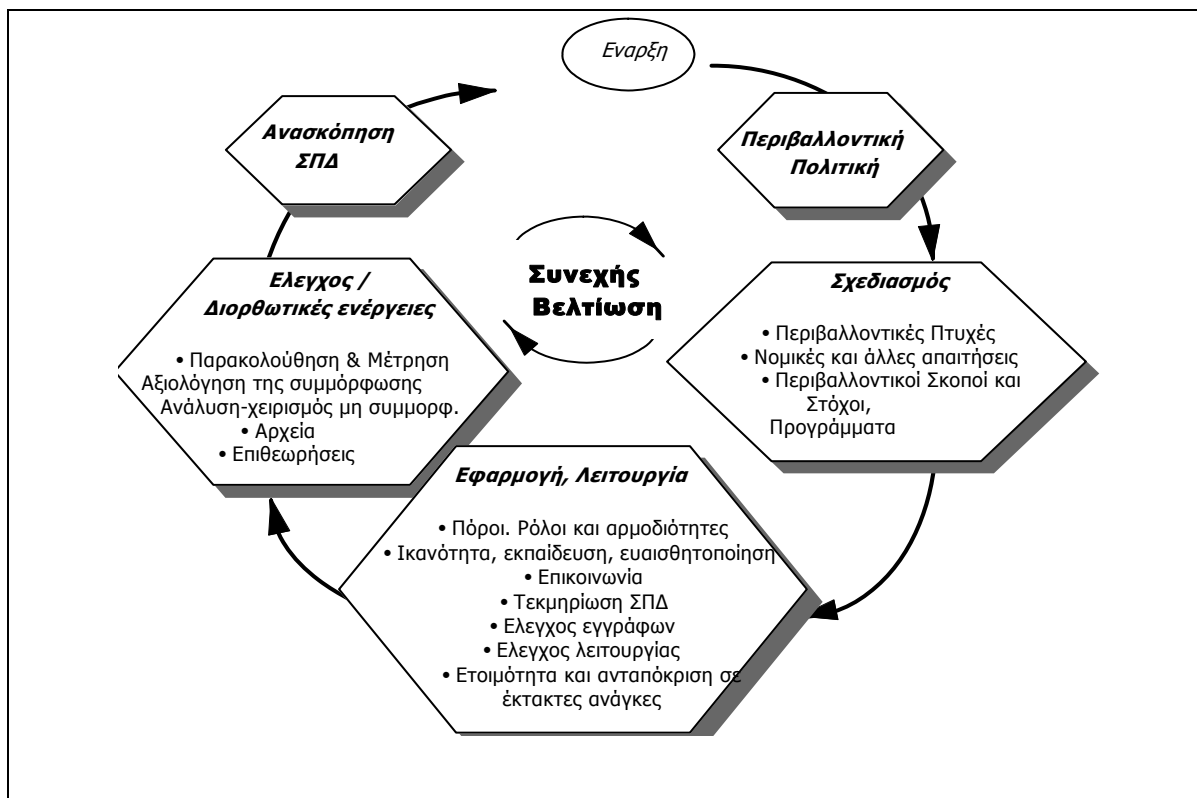 Εναρξη
Περιβαλλοντική
Πολιτική
Σχεδιασμός
• Περιβαλλοντικές Πτυχές
• Νομικές και άλλες απαιτήσεις
• Περιβαλλοντικοί Σκοποί και
Στόχοι,
Προγράμματα
Εφαρμογή, Λειτουργία
• Πόροι. Ρόλοι και αρμοδιότητες
• Ικανότητα, εκπαίδευση, ευαισθητοποίηση
• Επικοινωνία
• Τεκμηρίωση ΣΠΔ
• Ελεγχος εγγράφων
• Ελεγχος λειτουργίας
• Ετοιμότητα και ανταπόκριση σε
έκτακτες ανάγκες
Ελεγχος /
Διορθωτικές ενέργειες
• Παρακολούθηση & Μέτρηση
Αξιολόγηση της συμμόρφωσης
Ανάλυση-χειρισμός μη συμμορφ.
• Αρχεία
• Επιθεωρήσεις
Ανασκόπηση
ΣΠΔ
Συνεχής
Βελτίωση